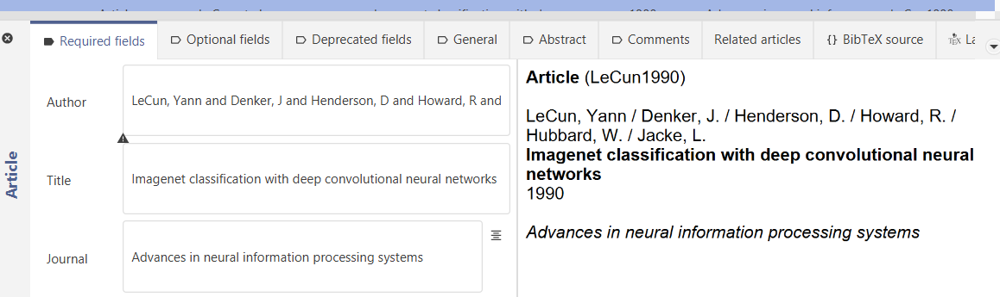 Required fields
Optional fields
Deprecated fields
General
Abstract
Comments
Related articles
{} BibTeX source
Article
Author
LeCun, Yann and Denker, J and Henderson, D and Howard, R and
Title
Imagenet classification with deep convolutional neural networks
Journal
Advances in neural information processing systems
Article (LeCun1990)
LeCun, Yann / Denker, J. / Henderson, D. / Howard, R. /
Hubbard, W. / Jacke, L.
Imagenet classification with deep convolutional neural
networks
1990
Advances in neural information processing systems